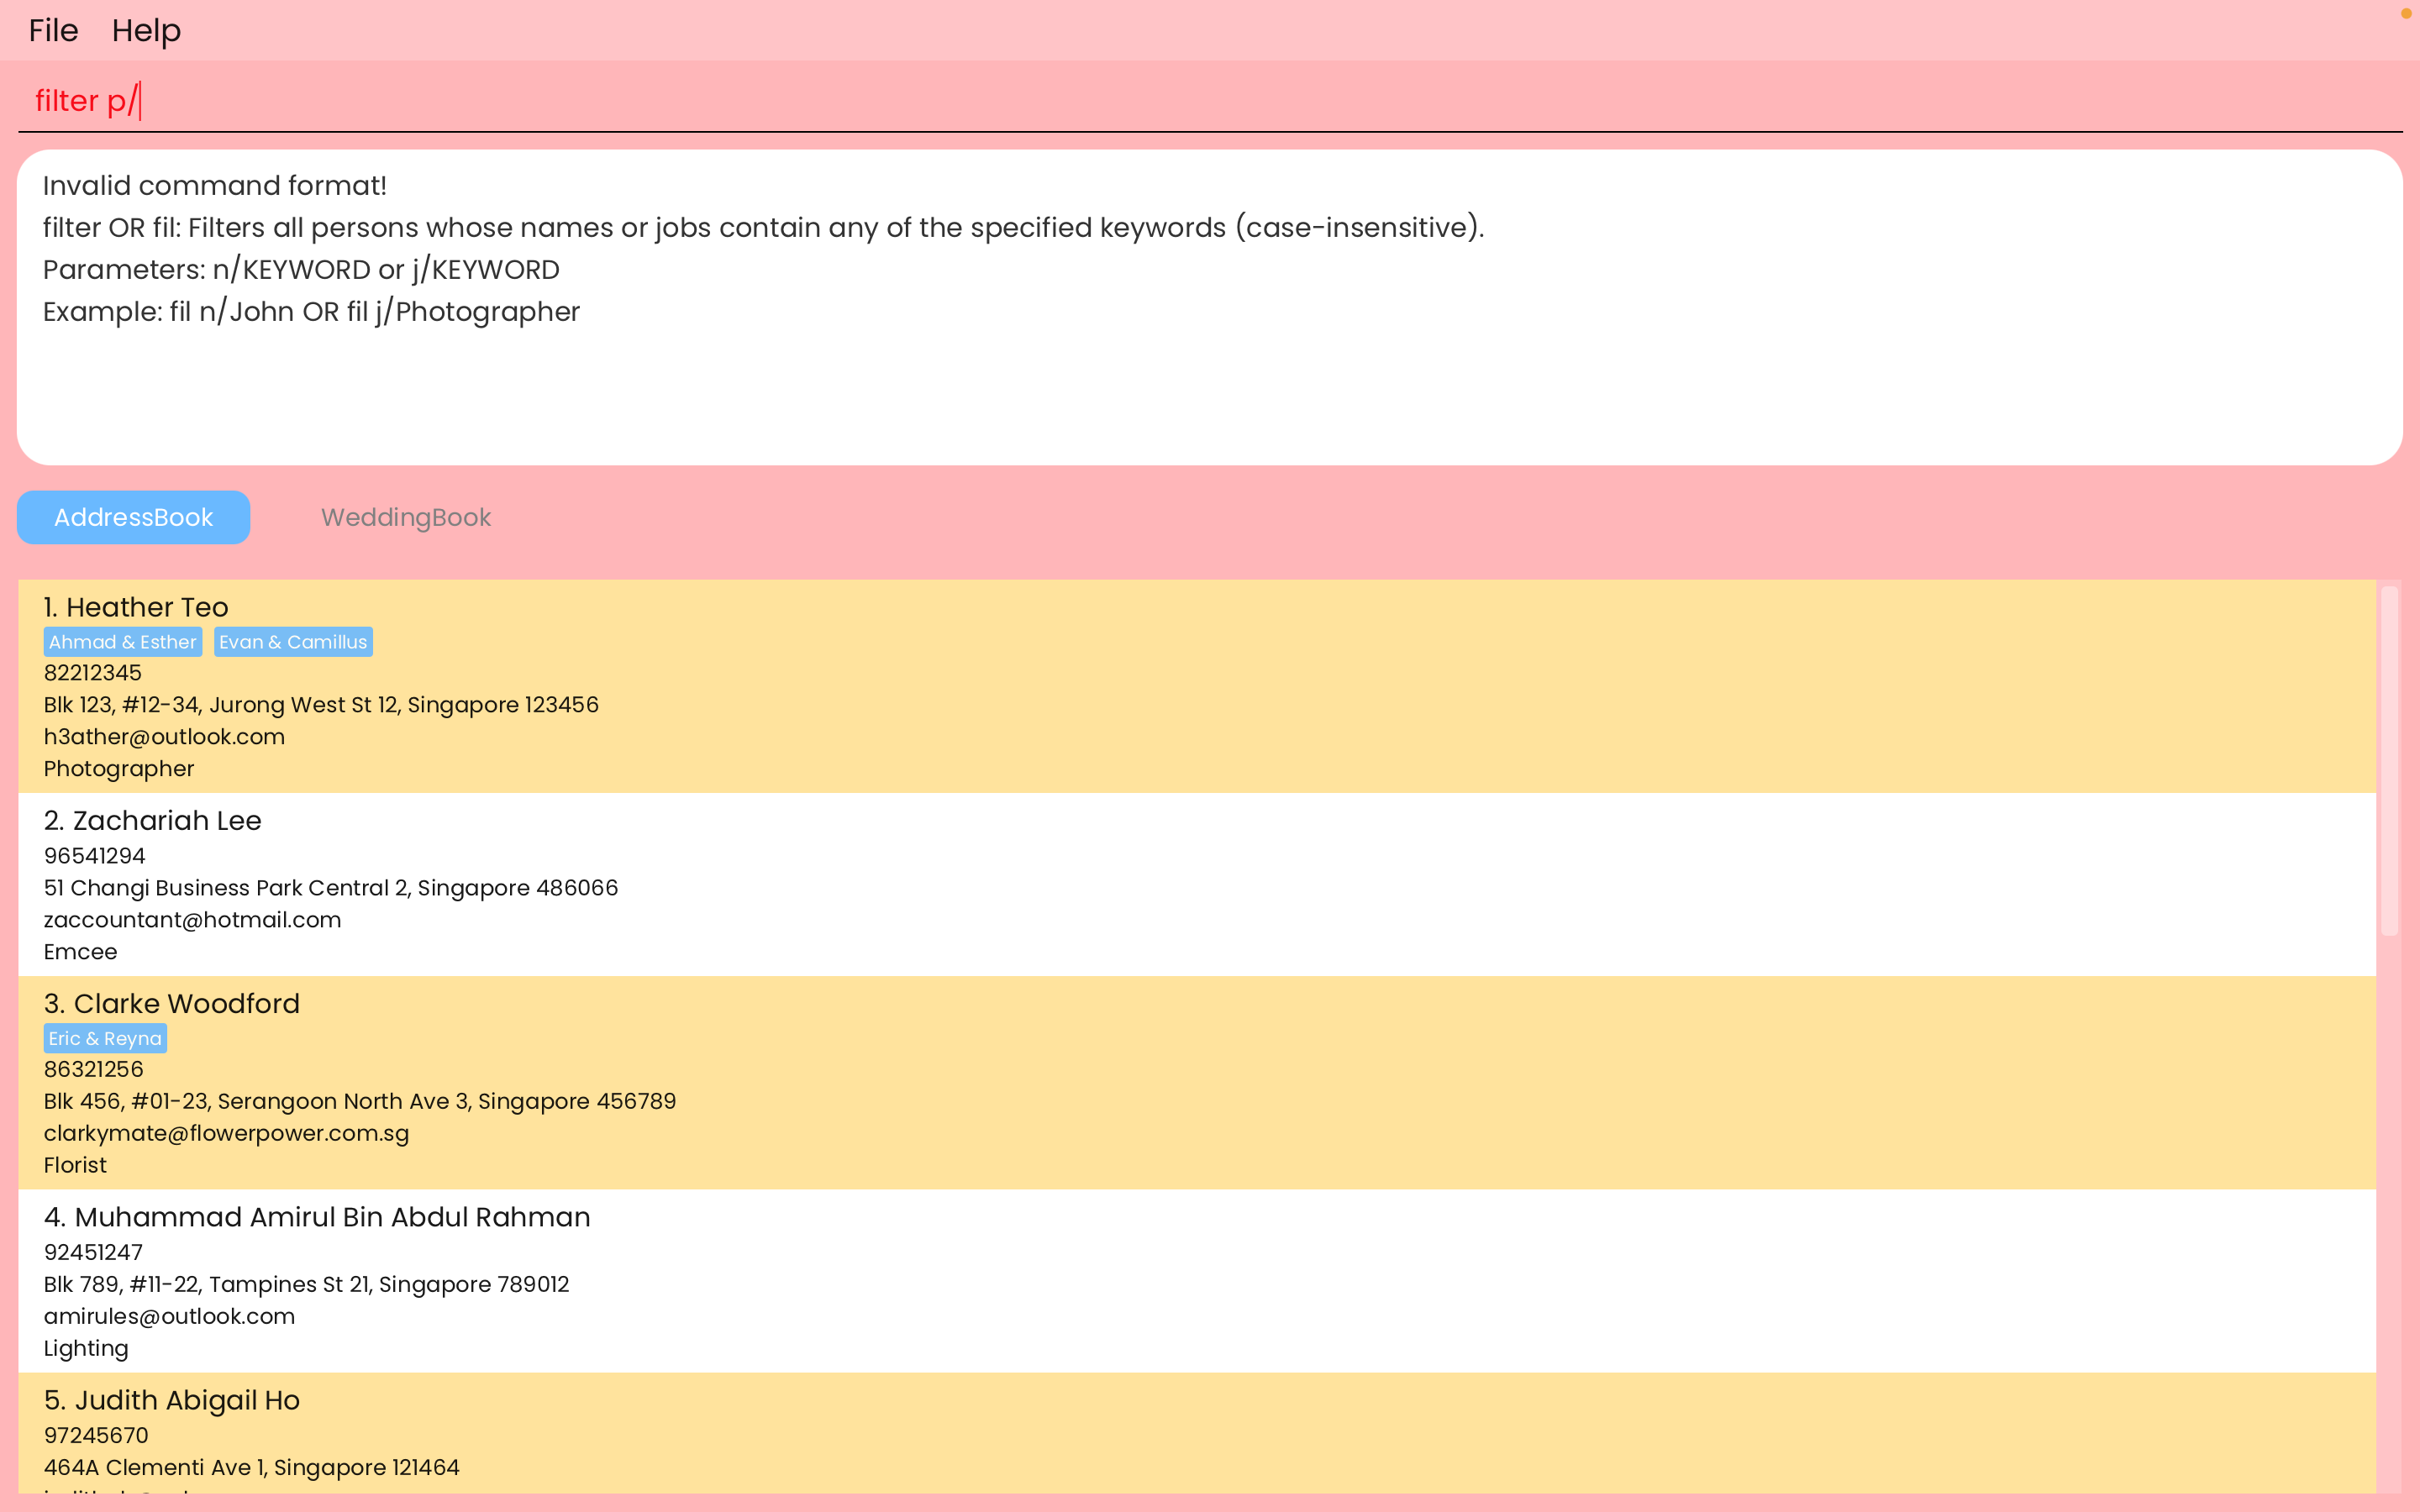 File Help
filter p/
Invalid command format!
filter OR fil: Filters all persons whose names or jobs contain any of the specified keywords (case-insensitive).
Parameters: n/KEYWORD or j/KEYWORD
Example: fil n/John OR fil j/Photographer
AddressBook WeddingBook
1. Heather Teo
Ahmad & Esther Evan & Camillus
82212345
Blk 123, #12-34, Jurong West St 12, Singapore 123456
h3ather@outlook.com
Photographer
2. Zachariah Lee
96541294
51 Changi Business Park Central 2, Singapore 486066
zaccountant@hotmail.com
Emcee
3. Clarke Woodford
Eric & Reyna
86321256
Blk 456, #01-23, Serangoon North Ave 3, Singapore 456789
clarkymate@flowerpower.com.sg
Florist
4. Muhammad Amirul Bin Abdul Rahman
92451247
Blk 789, #11-22, Tampines St 21, Singapore 789012
amirules@outlook.com
Lighting
5. Judith Abigail Ho
97245670
464A Clementi Ave 1, Singapore 121464